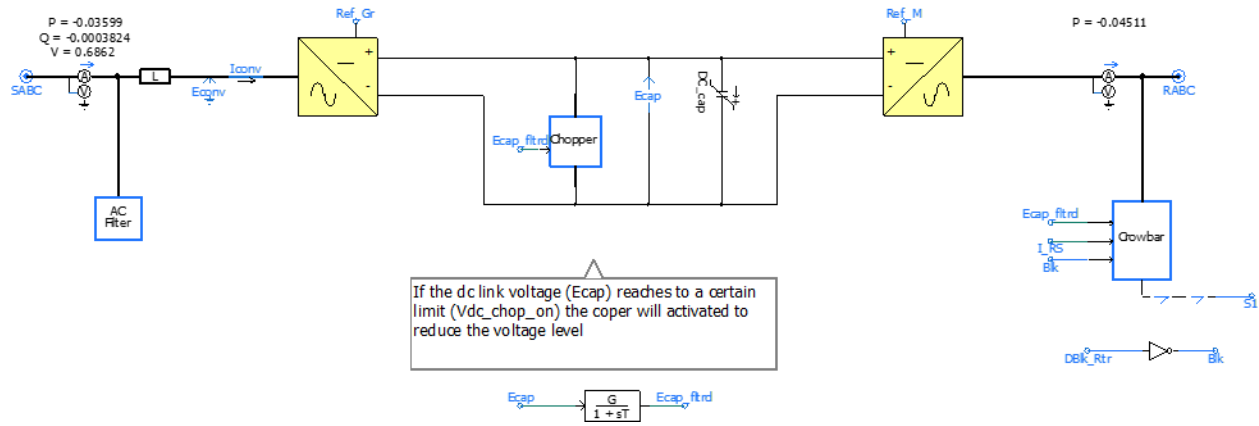 P = -0.03599
Q = -0.0003824
V = 0.6862
Ref_Gr
Ref_M
P = -0.04511
SABC
A
V
L
Econv
Iconv
+
-
Ecap_fltrd
Chopper
Ecap
DC_cap
+
-
A
V
RABC
AC
Filter
Ecap_fltrd
I_RS
Blk
Crowbar
S1
If the dc link voltage (Ecap) reaches to a certain
limit (Vdc_chop_on) the coper will activated to
reduce the voltage level
DBlk_Rtr
Blk
Ecap
G
1 + sT
Ecap_fltrd